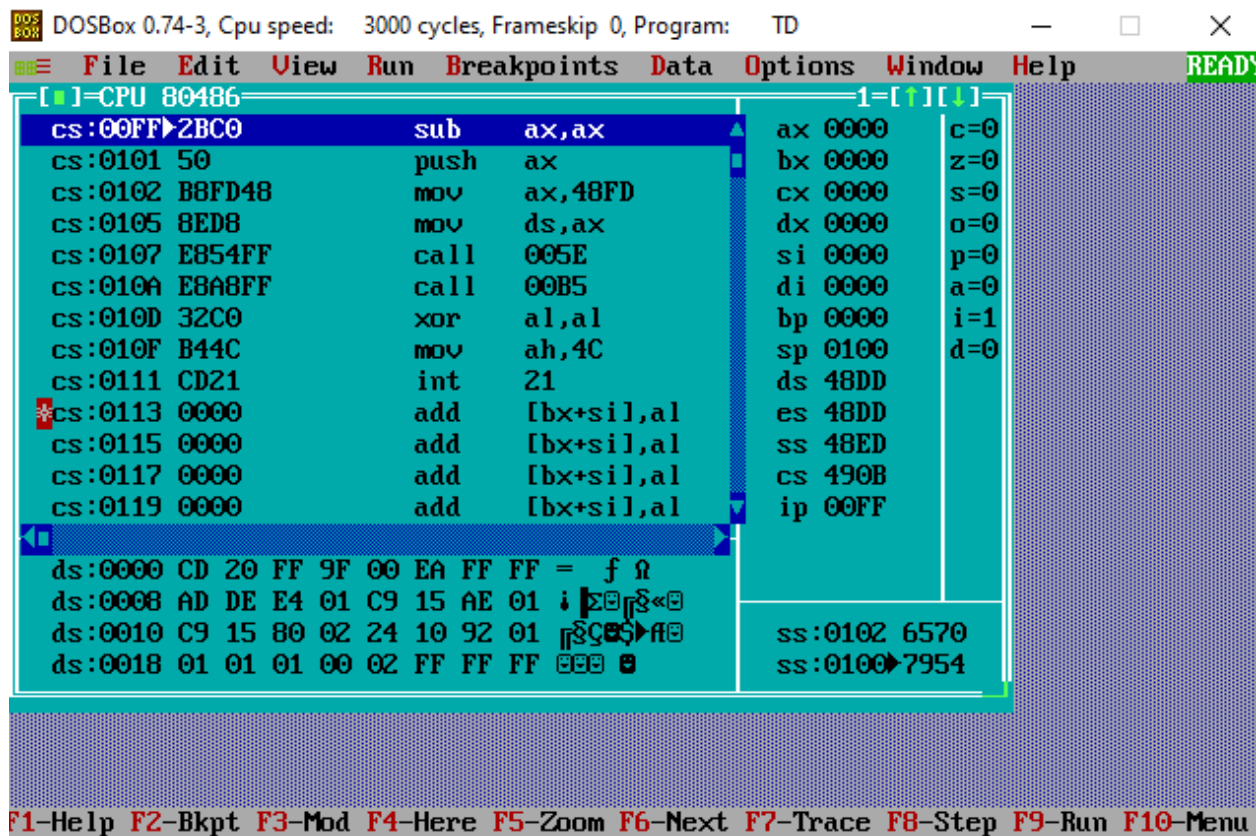 DOSBox 0.74-3, Cpu speed: 3000 cycles, Frameskip 0, Program: TD
≡ File Edit View Run Breakpoints Data Options Window Help READY
[■]=CPU 80486 1=[↑][↓]
cs:00FF►2BC0 sub ax,ax ax 0000 c=0
cs:0101 50 push ax bx 0000 z=0
cs:0102 B8FD48 mov ax,48FD cx 0000 s=0
cs:0105 8ED8 mov ds,ax dx 0000 o=0
cs:0107 E854FF call 005E si 0000 p=0
cs:010A E8A8FF call 00B5 di 0000 a=0
cs:010D 32C0 xor al,al bp 0000 i=1
cs:010F B44C mov ah,4C sp 0100 d=0
cs:0111 CD21 int 21 ds 48DD
cs:0113 0000 add [bx+si],al es 48DD
cs:0115 0000 add [bx+si],al ss 48ED
cs:0117 0000 add [bx+si],al cs 490B
cs:0119 0000 add [bx+si],al ip 00FF
ds:0000 CD 20 FF 9F 00 EA FF FF = ƒ Ω
ds:0008 AD DE E4 01 C9 15 AE 01 ¡▐Σ☺╔§«☺
ds:0010 C9 15 80 02 24 10 92 01 ╔§Ç☻$►Æ☺ ss:0102 6570
ds:0018 01 01 01 00 02 FF FF FF ☺☺☺ ☻ ss:0100►7954
F1-Help F2-Bkpt F3-Mod F4-Here F5-Zoom F6-Next F7-Trace F8-Step F9-Run F10-Menu